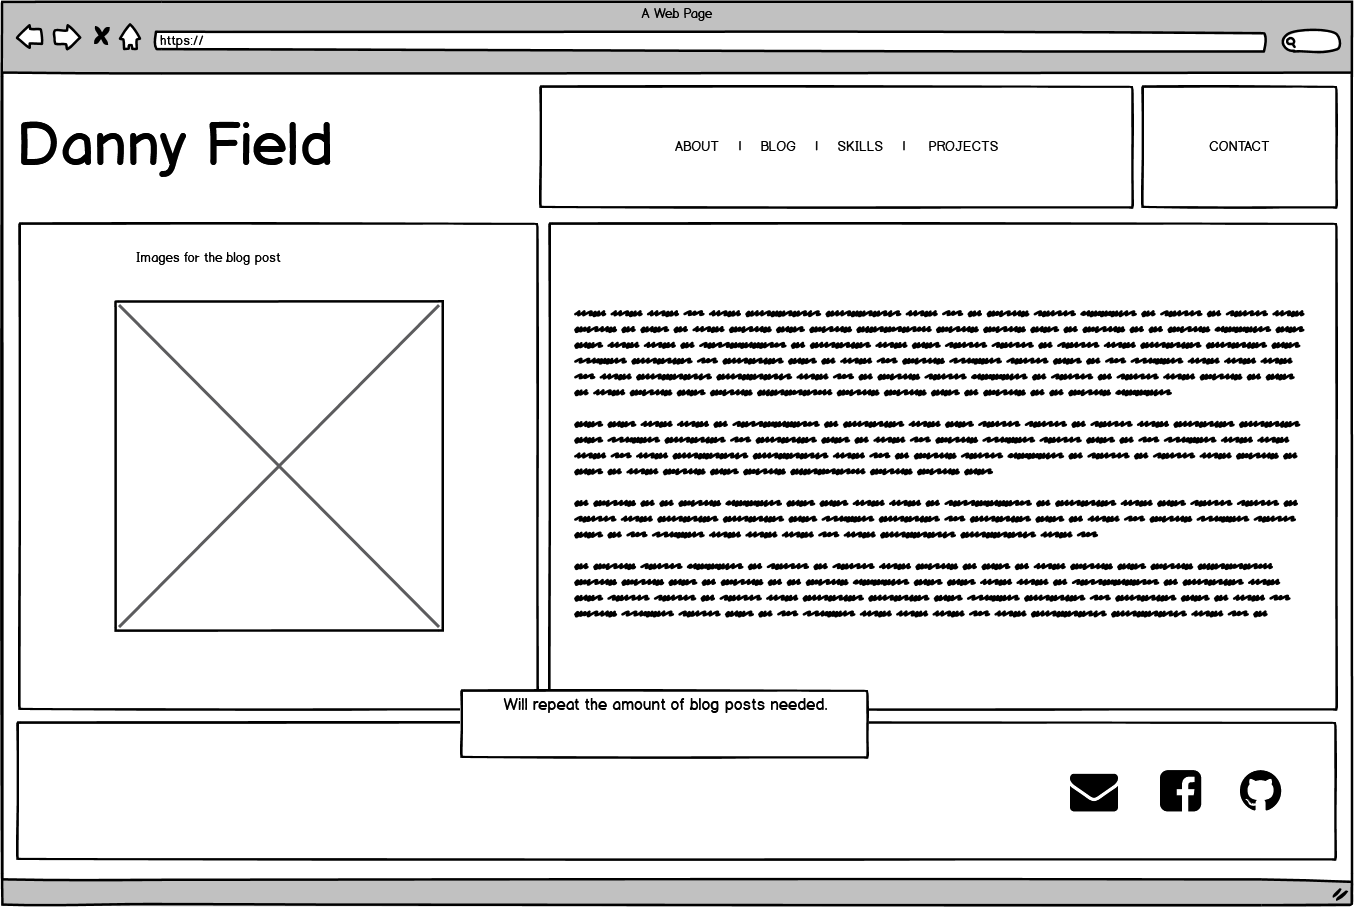 A Web Page
https://
Danny Field
ABOUT | BLOG | SKILLS | PROJECTS
CONTACT
Images for the blog post
Will repeat the amount of blog posts needed.